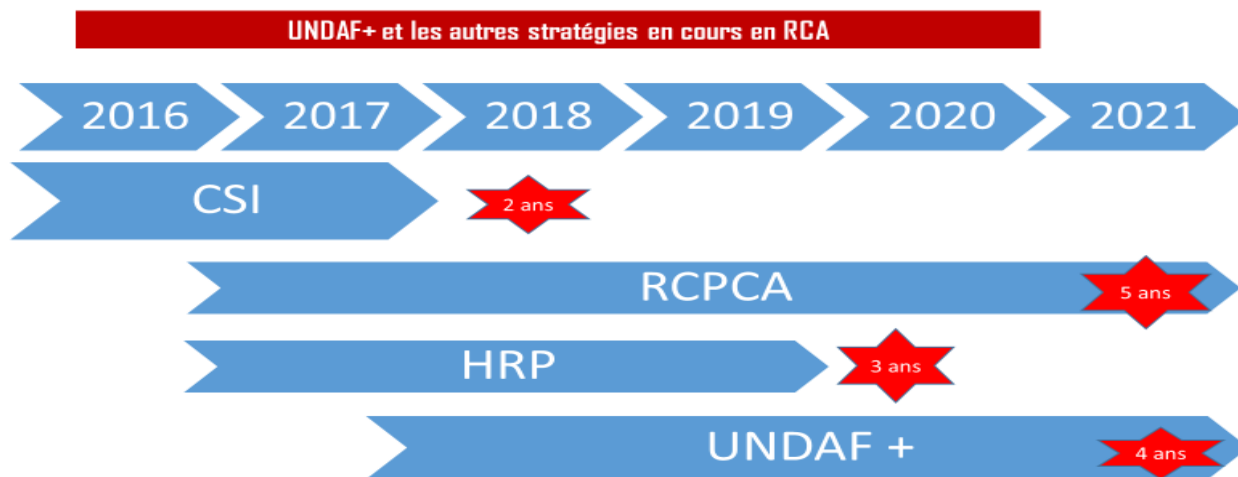 UNDAF+ et les autres stratégies en cours en RCA
2016 2017 2018 2019 2020 2021
CSI 2 ans
RCPCA 5 ans
HRP 3 ans
UNDAF + 4 ans